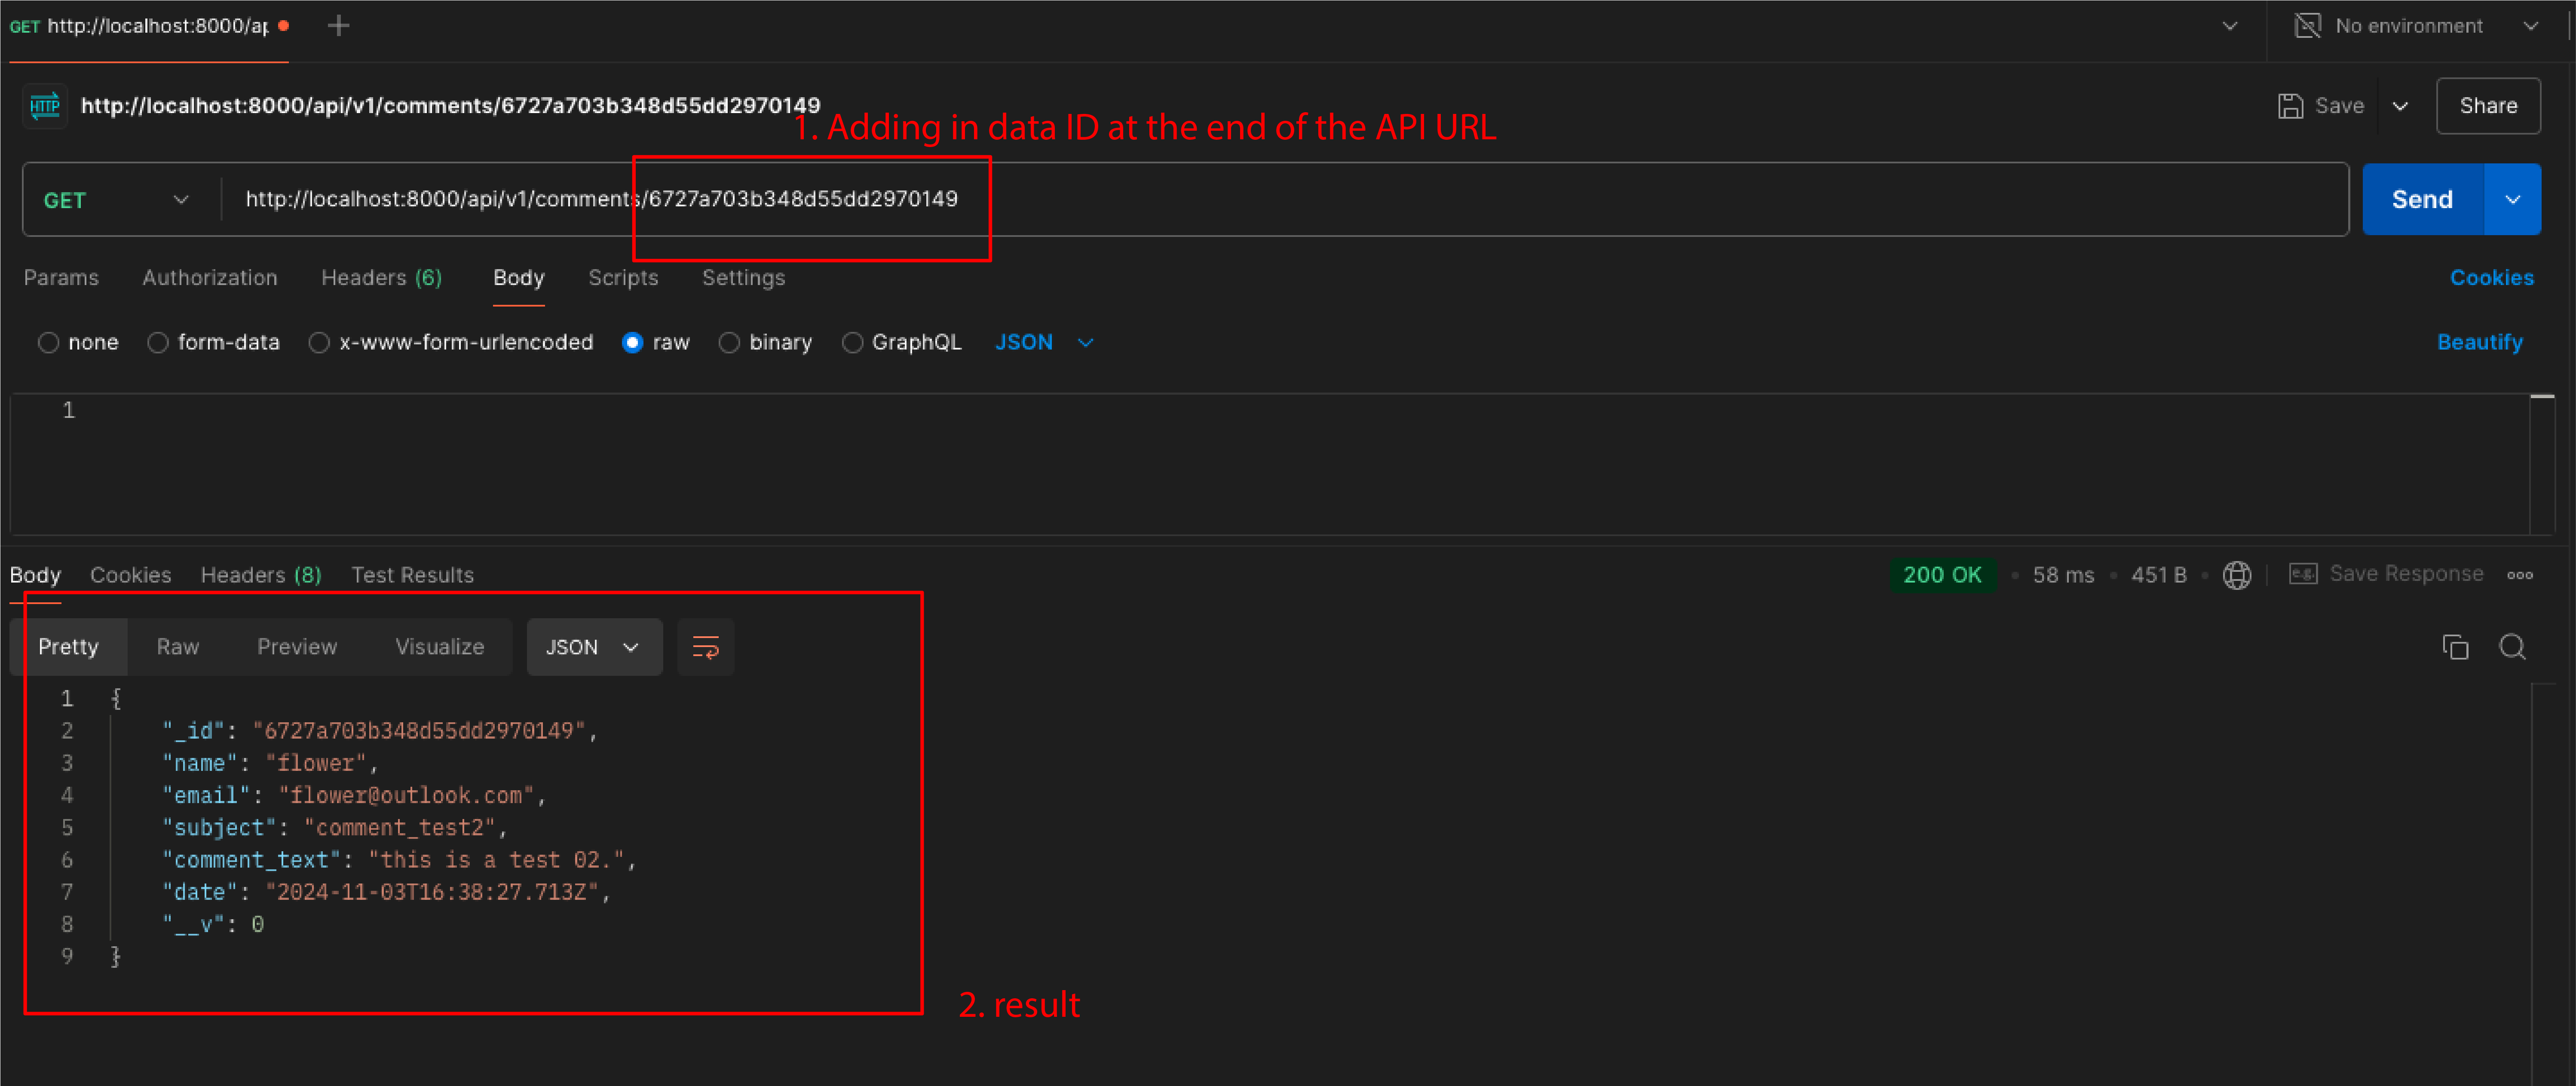 GET http://localhost:8000/ap
No environment
HTTP http://localhost:8000/api/v1/comments/6727a703b348d55dd2970149
Save
Share
1. Adding in data ID at the end of the API URL
GET http://localhost:8000/api/v1/comments/6727a703b348d55dd2970149
Send
Params Authorization Headers (6) Body Scripts Settings Cookies
none form-data x-www-form-urlencoded raw binary GraphQL JSON Beautify
1
Body Cookies Headers (8) Test Results 200 OK • 58 ms • 451 B • e.g. Save Response
Pretty Raw Preview Visualize JSON
1 {
2 "_id": "6727a703b348d55dd2970149",
3 "name": "flower",
4 "email": "flower@outlook.com",
5 "subject": "comment_test2",
6 "comment_text": "this is a test 02.",
7 "date": "2024-11-03T16:38:27.713Z",
8 "__v": 0
9 }
2. result